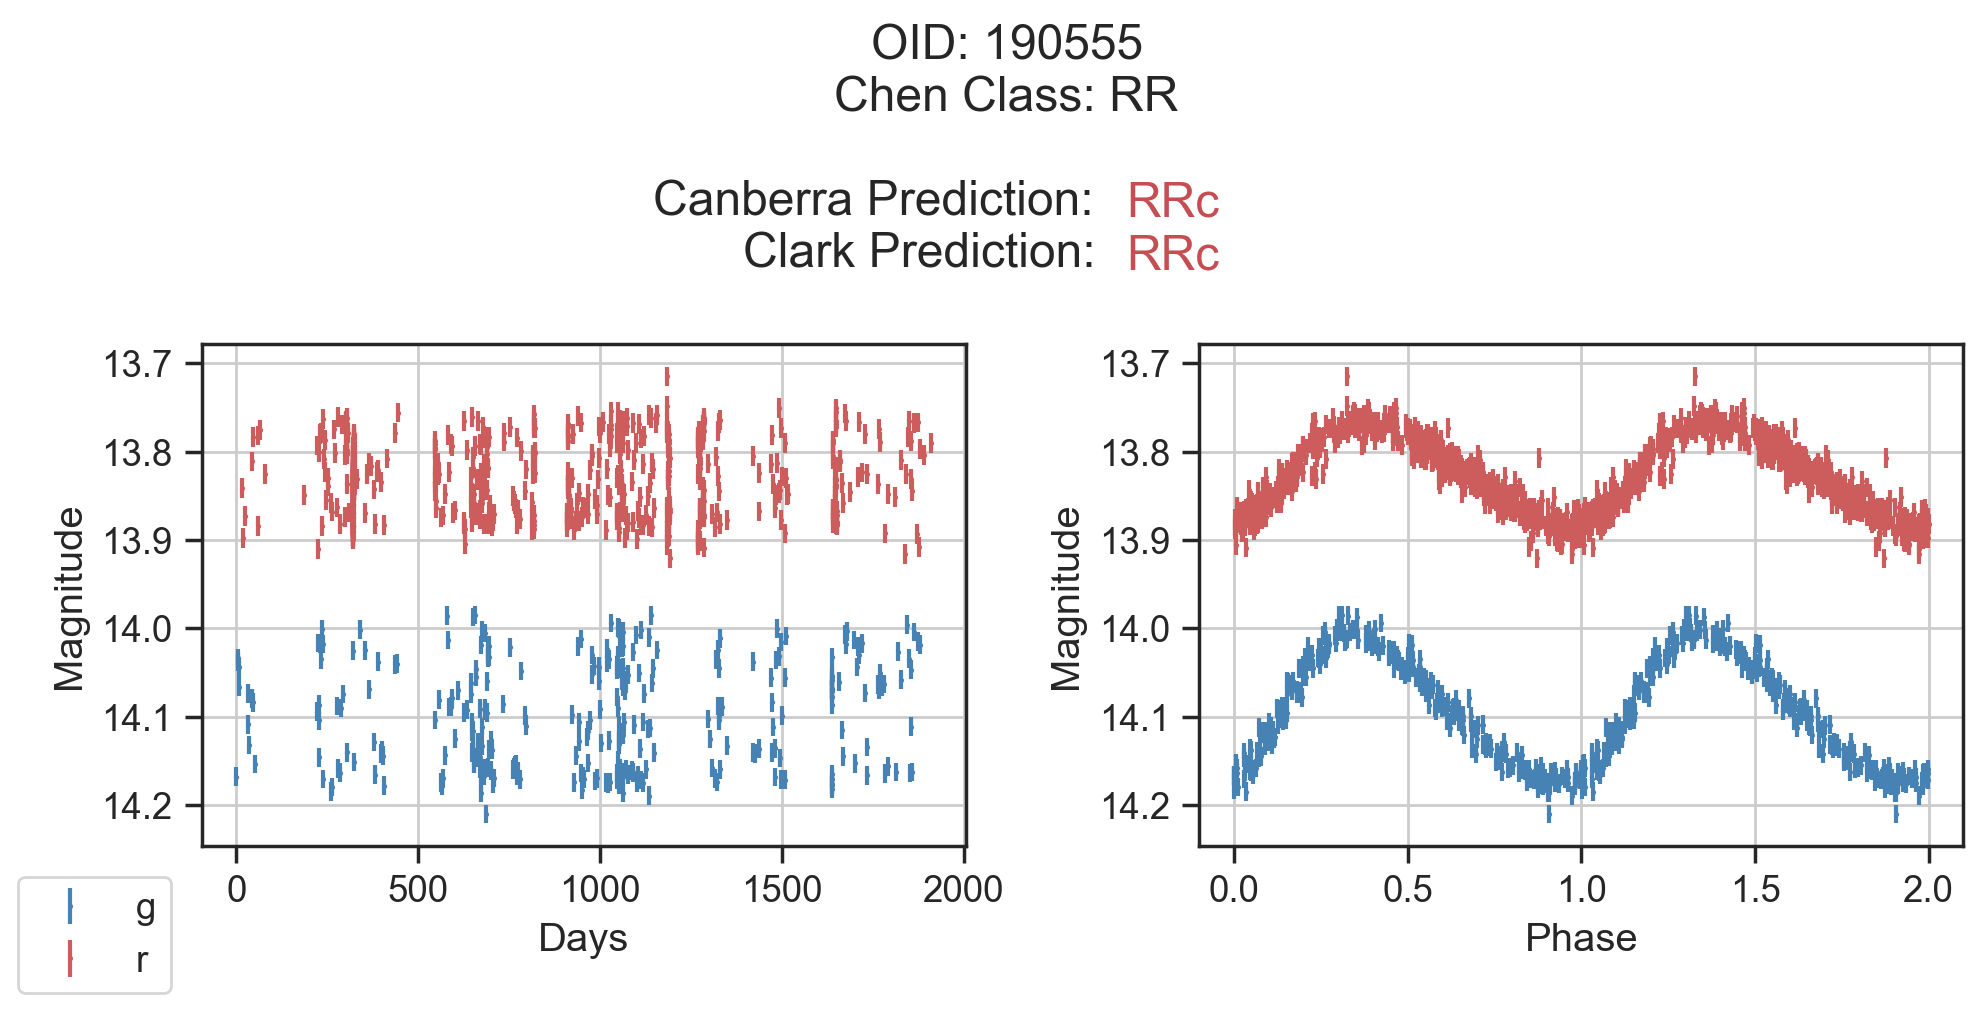 OID: 190555
Chen Class: RR
Canberra Prediction: RRc
Clark Prediction: RRc
13.7
13.8
13.9
14.0
14.1
14.2
Magnitude
0 500 1000 1500 2000
Days
13.7
13.8
13.9
14.0
14.1
14.2
Magnitude
0.0 0.5 1.0 1.5 2.0
Phase
g
r